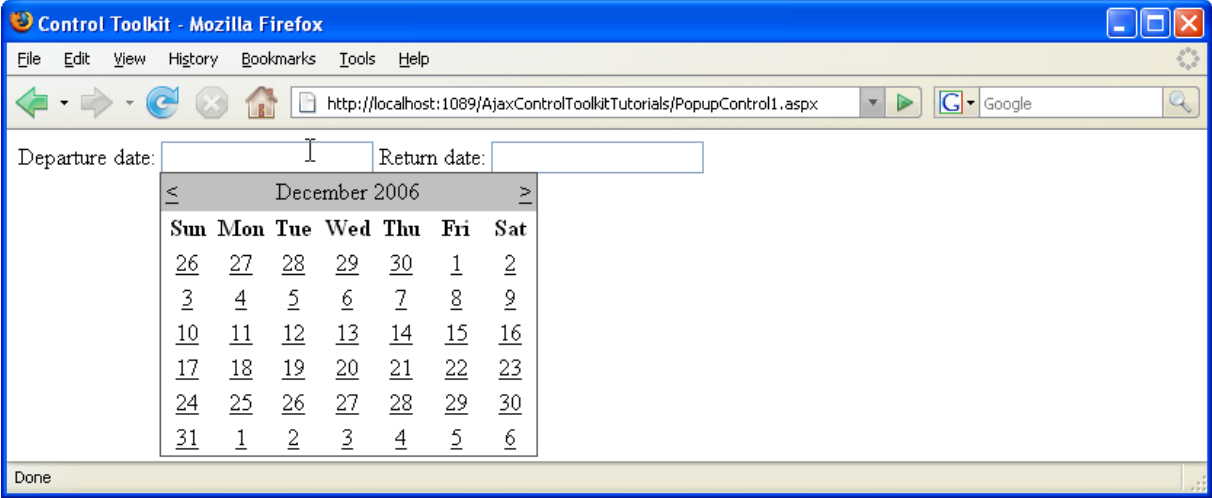 Control Toolkit - Mozilla Firefox
File Edit View History Bookmarks Tools Help
http://localhost:1089/AjaxControlToolkitTutorials/PopupControl1.aspx G Google
Departure date: Return date:
< December 2006 >
Sun Mon Tue Wed Thu Fri Sat
26 27 28 29 30 1 2
3 4 5 6 7 8 9
10 11 12 13 14 15 16
17 18 19 20 21 22 23
24 25 26 27 28 29 30
31 1 2 3 4 5 6
Done